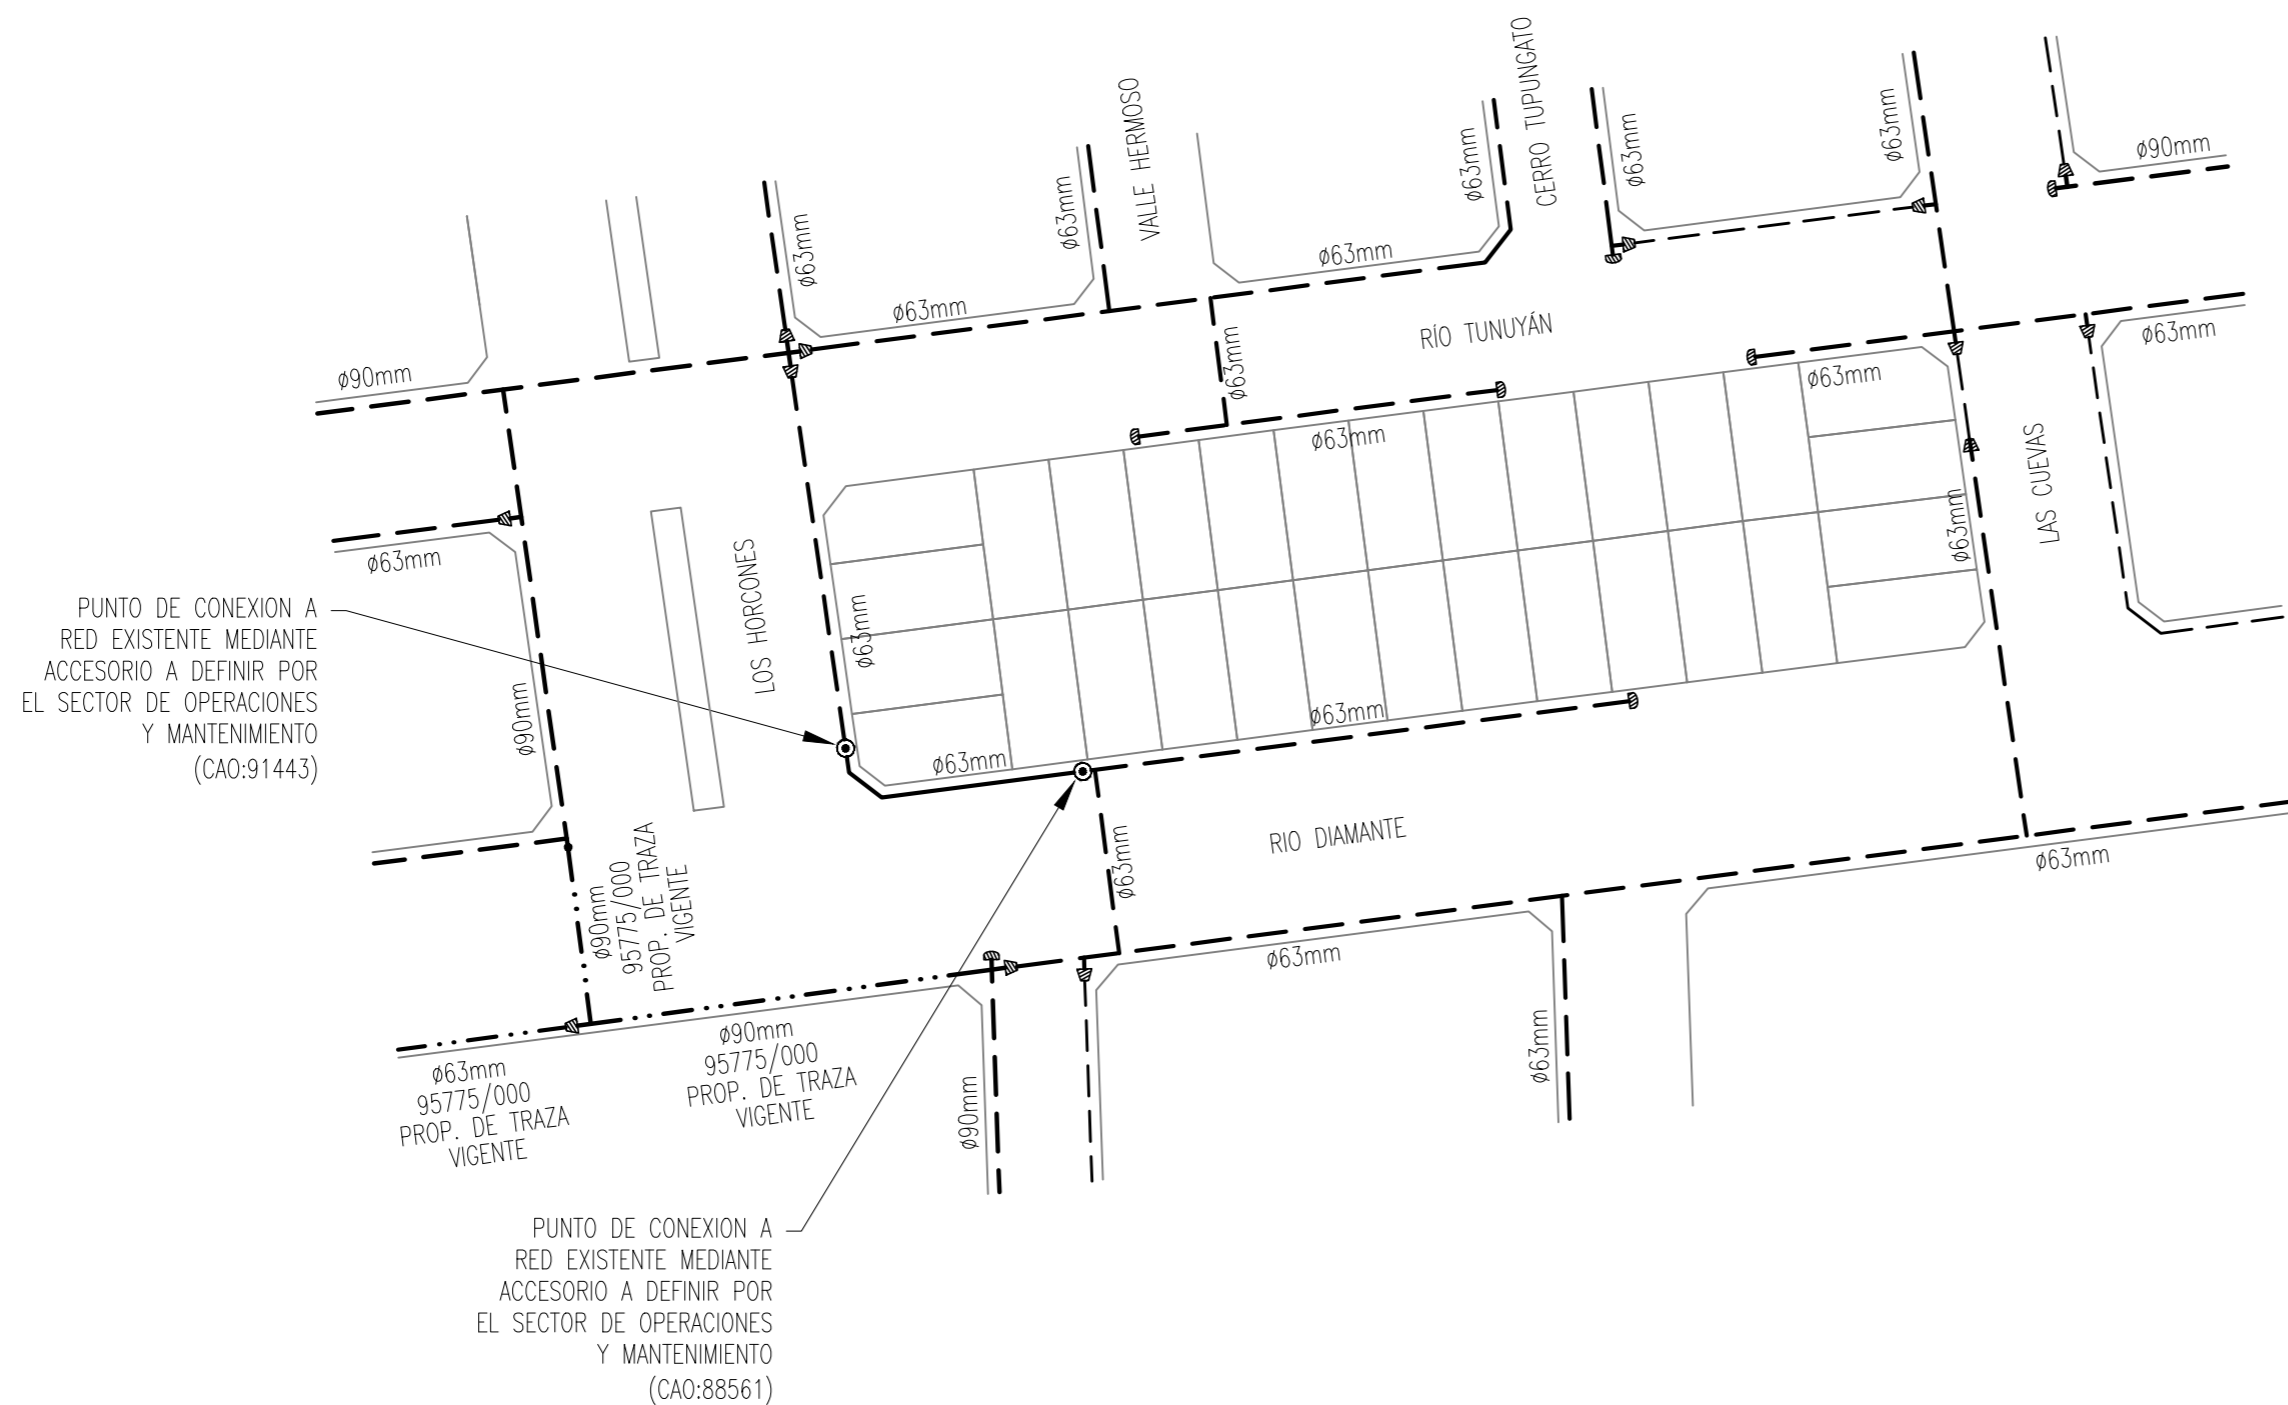 CERRO TUPUNGATO
VALLE HERMOSO
ø63mm
ø63mm
ø63mm
ø63mm
ø63mm
ø90mm
ø63mm
ø63mm
ø90mm
ø63mm
RÍO TUNUYÁN
ø63mm
ø63mm
ø63mm
ø63mm
LAS CUEVAS
ø63mm
ø63mm
LOS HORCONES
ø63mm
PUNTO DE CONEXION A
RED EXISTENTE MEDIANTE
ACCESORIO A DEFINIR POR
EL SECTOR DE OPERACIONES
Y MANTENIMIENTO
(CAO:91443)
ø90mm
ø63mm
ø63mm
RIO DIAMANTE
ø63mm
ø63mm
ø90mm
95775/000
PROP. DE TRAZA
VIGENTE
ø63mm
ø63mm
95775/000
PROP. DE TRAZA
VIGENTE
ø90mm
95775/000
PROP. DE TRAZA
VIGENTE
ø90mm
ø63mm
PUNTO DE CONEXION A
RED EXISTENTE MEDIANTE
ACCESORIO A DEFINIR POR
EL SECTOR DE OPERACIONES
Y MANTENIMIENTO
(CAO:88561)